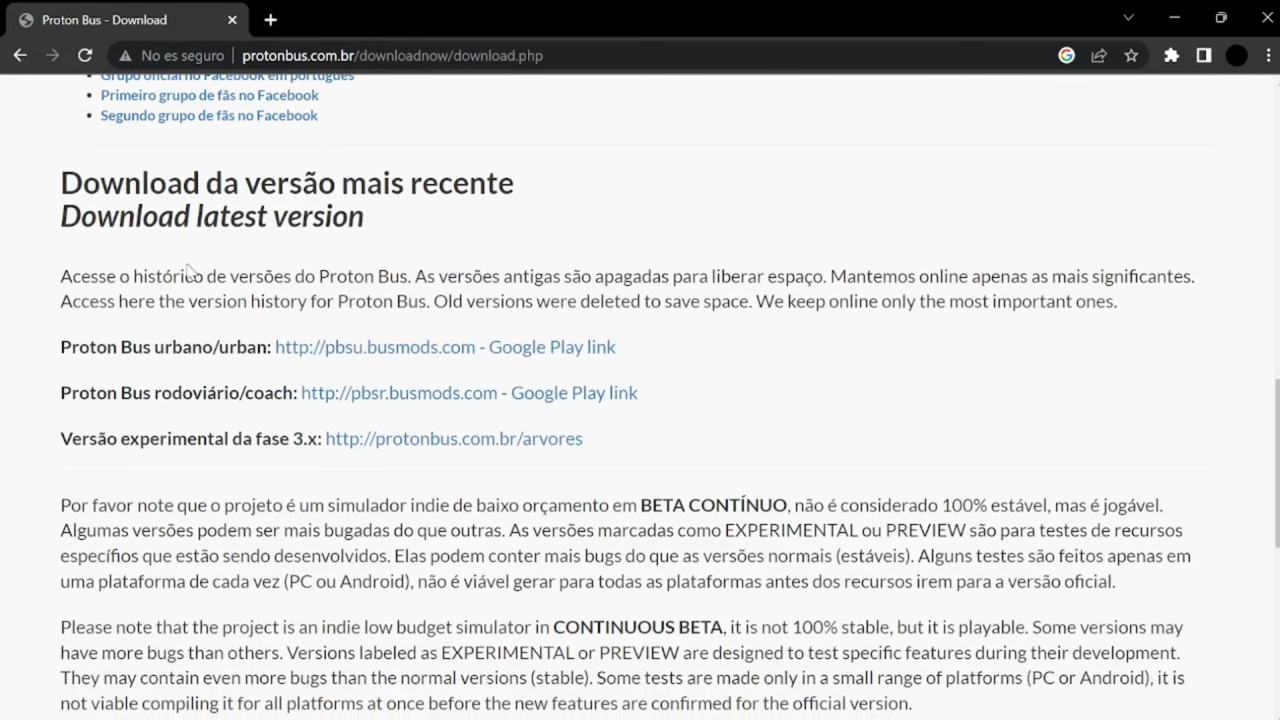 Proton Bus - Download
No es seguro protonbus.com.br/downloadnow/download.php
Grupo oficial no Facebook em português
Primeiro grupo de fãs no Facebook
Segundo grupo de fãs no Facebook
Download da versão mais recente
Download latest version
Acesse o histórico de versões do Proton Bus. As versões antigas são apagadas para liberar espaço. Mantemos online apenas as mais significantes.
Access here the version history for Proton Bus. Old versions were deleted to save space. We keep online only the most important ones.
Proton Bus urbano/urban: http://pbsu.busmods.com - Google Play link
Proton Bus rodoviário/coach: http://pbsr.busmods.com - Google Play link
Versão experimental da fase 3.x: http://protonbus.com.br/arvores
Por favor note que o projeto é um simulador indie de baixo orçamento em BETA CONTÍNUO, não é considerado 100% estável, mas é jogável.
Algumas versões podem ser mais bugadas do que outras. As versões marcadas como EXPERIMENTAL ou PREVIEW são para testes de recursos
específicos que estão sendo desenvolvidos. Elas podem conter mais bugs do que as versões normais (estáveis). Alguns testes são feitos apenas em
uma plataforma de cada vez (PC ou Android), não é viável gerar para todas as plataformas antes dos recursos irem para a versão oficial.
Please note that the project is an indie low budget simulator in CONTINUOUS BETA, it is not 100% stable, but it is playable. Some versions may
have more bugs than others. Versions labeled as EXPERIMENTAL or PREVIEW are designed to test specific features during their development.
They may contain even more bugs than the normal versions (stable). Some tests are made only in a small range of platforms (PC or Android), it is
not viable compiling it for all platforms at once before the new features are confirmed for the official version.